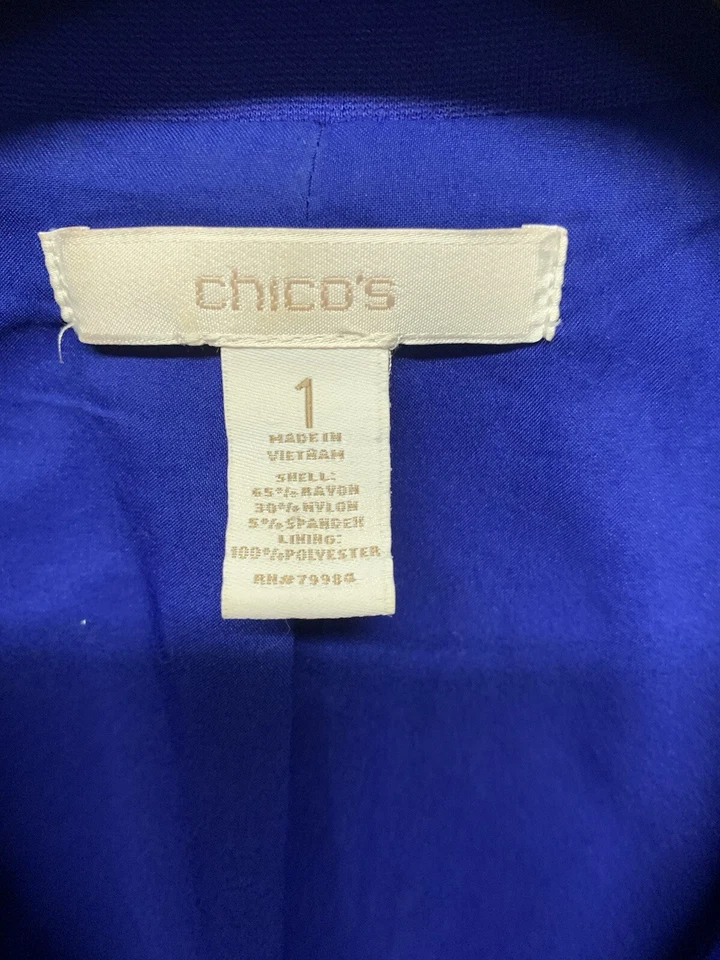 chico's
1
MADE IN
VIETNAM
SHELL:
65% RAYON
30% NYLON
5% SPANDEX
LINING:
100% POLYESTER
RN# 79984